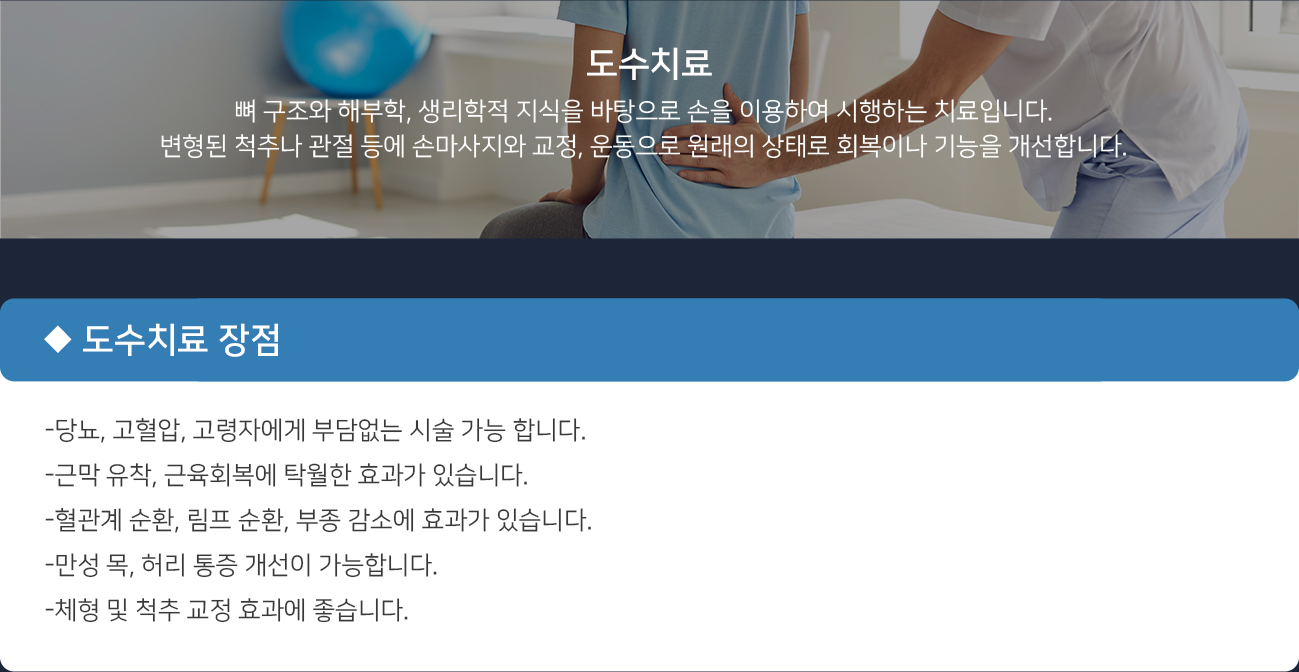 도수치료
뼈 구조와 해부학, 생리학적 지식을 바탕으로 손을 이용하여 시행하는 치료입니다.
변형된 척추나 관절 등에 손마사지와 교정, 운동으로 원래의 상태로 회복이나 기능을 개선합니다.
◆ 도수치료 장점
-당뇨, 고혈압, 고령자에게 부담없는 시술 가능 합니다.
-근막 유착, 근육회복에 탁월한 효과가 있습니다.
-혈관계 순환, 림프 순환, 부종 감소에 효과가 있습니다.
-만성 목, 허리 통증 개선이 가능합니다.
-체형 및 척추 교정 효과에 좋습니다.